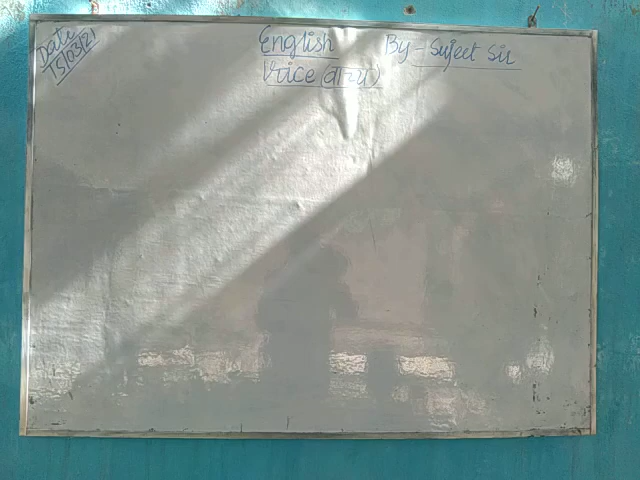 Date
15/03/21
English By - Sujeet Sir
Voice (वाच्य)